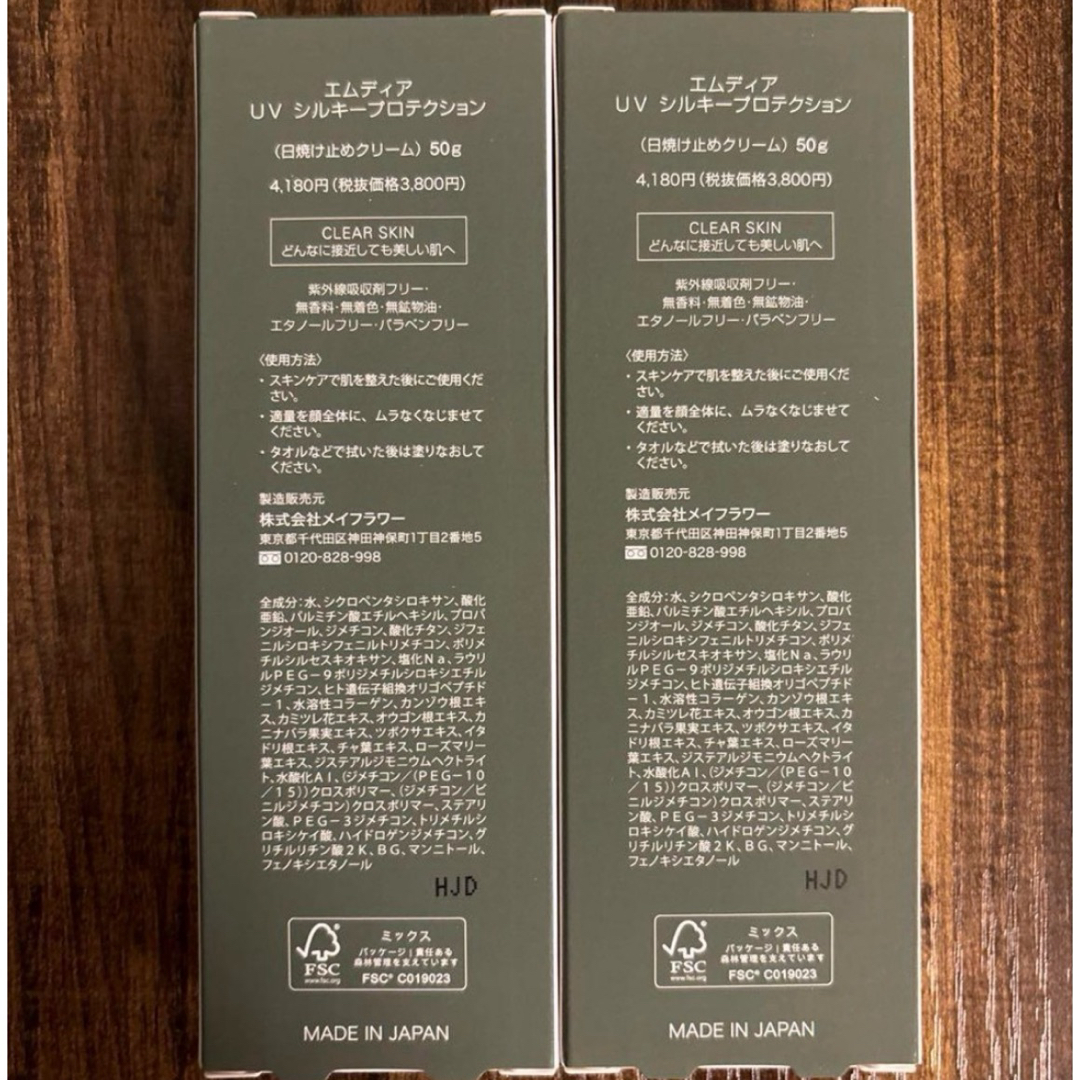 エムディア
UV シルキープロテクション
(日焼け止めクリーム) 50g
4,180円(税抜価格3,800円)
CLEAR SKIN
どんなに接近しても美しい肌へ
紫外線吸収剤フリー・
無香料・無着色・無鉱物油・
エタノールフリー・パラベンフリー
〈使用方法〉
・スキンケアで肌を整えた後にご使用くだ
さい。
・適量を顔全体に、ムラなくなじませて
ください。
・タオルなどで拭いた後は塗りなおして
ください。
製造販売元
株式会社メイフラワー
東京都千代田区神田神保町1丁目2番地5
0120-828-998
全成分:水、シクロペンタシロキサン、酸化
亜鉛、パルミチン酸エチルヘキシル、プロパ
ンジオール、ジメチコン、酸化チタン、ジフェ
ニルシロキシフェニルトリメチコン、ポリメ
チルシルセスキオキサン、塩化Na、ラウリ
ルPEG-9ポリジメチルシロキシエチル
ジメチコン、ヒト遺伝子組換オリゴペプチド
-1、水溶性コラーゲン、カンゾウ根エキ
ス、カミツレ花エキス、オウゴン根エキス、カ
ニナバラ果実エキス、ツボクサエキス、イタ
ドリ根エキス、チャ葉エキス、ローズマリー
葉エキス、ジステアルジモニウムヘクトライ
ト、水酸化Al、(ジメチコン/(PEG-10
/15))クロスポリマー、(ジメチコン/ビ
ニルジメチコン)クロスポリマー、ステアリ
ン酸、PEG-3ジメチコン、トリメチルシ
ロキシケイ酸、ハイドロゲンジメチコン、グ
リチルリチン酸2K、BG、マンニトール、
フェノキシエタノール
HJD
FSC
www.fsc.org
ミックス
パッケージ|責任ある
森林管理を支えています
FSC® C019023
MADE IN JAPAN
エムディア
UV シルキープロテクション
(日焼け止めクリーム) 50g
4,180円(税抜価格3,800円)
CLEAR SKIN
どんなに接近しても美しい肌へ
紫外線吸収剤フリー・
無香料・無着色・無鉱物油・
エタノールフリー・パラベンフリー
〈使用方法〉
・スキンケアで肌を整えた後にご使用くだ
さい。
・適量を顔全体に、ムラなくなじませて
ください。
・タオルなどで拭いた後は塗りなおして
ください。
製造販売元
株式会社メイフラワー
東京都千代田区神田神保町1丁目2番地5
0120-828-998
全成分:水、シクロペンタシロキサン、酸化
亜鉛、パルミチン酸エチルヘキシル、プロパ
ンジオール、ジメチコン、酸化チタン、ジフェ
ニルシロキシフェニルトリメチコン、ポリメ
チルシルセスキオキサン、塩化Na、ラウリ
ルPEG-9ポリジメチルシロキシエチル
ジメチコン、ヒト遺伝子組換オリゴペプチド
-1、水溶性コラーゲン、カンゾウ根エキ
ス、カミツレ花エキス、オウゴン根エキス、カ
ニナバラ果実エキス、ツボクサエキス、イタ
ドリ根エキス、チャ葉エキス、ローズマリー
葉エキス、ジステアルジモニウムヘクトライ
ト、水酸化Al、(ジメチコン/(PEG-10
/15))クロスポリマー、(ジメチコン/ビ
ニルジメチコン)クロスポリマー、ステアリ
ン酸、PEG-3ジメチコン、トリメチルシ
ロキシケイ酸、ハイドロゲンジメチコン、グ
リチルリチン酸2K、BG、マンニトール、
フェノキシエタノール
HJD
FSC
www.fsc.org
ミックス
パッケージ|責任ある
森林管理を支えています
FSC® C019023
MADE IN JAPAN